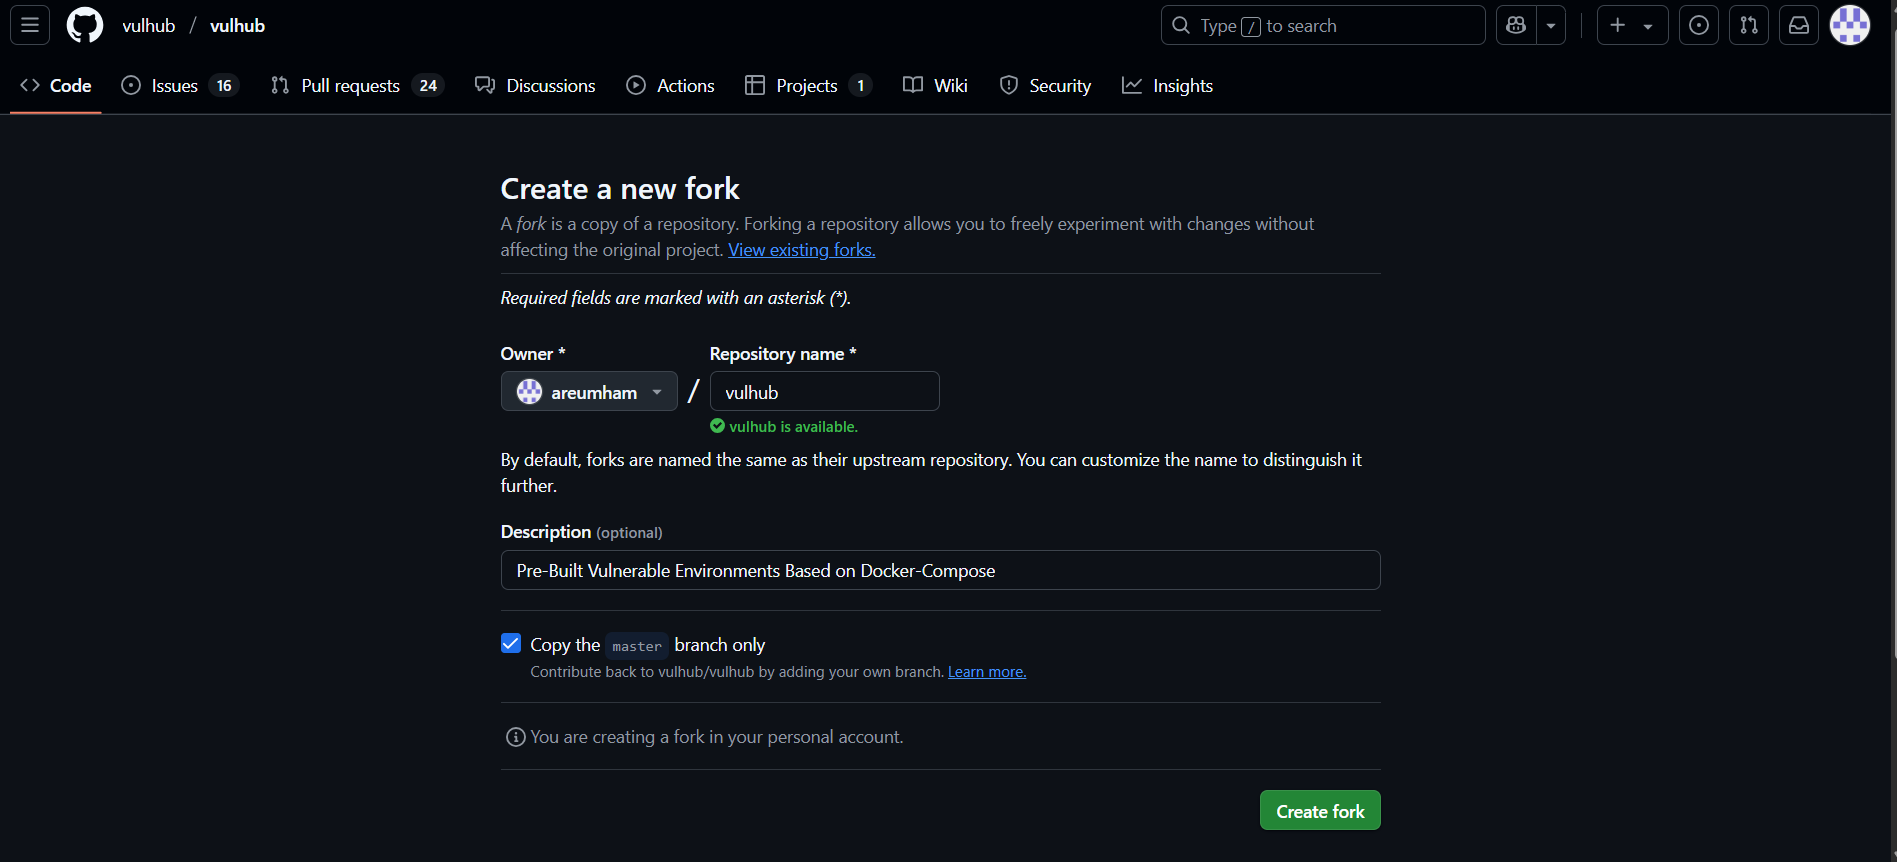 vulhub / vulhub
Type / to search
Code
Issues 16
Pull requests 24
Discussions
Actions
Projects 1
Wiki
Security
Insights
Create a new fork
A fork is a copy of a repository. Forking a repository allows you to freely experiment with changes without
affecting the original project. View existing forks.
Required fields are marked with an asterisk (*).
Owner *
Repository name *
areumham / vulhub
vulhub is available.
By default, forks are named the same as their upstream repository. You can customize the name to distinguish it
further.
Description (optional)
Pre-Built Vulnerable Environments Based on Docker-Compose
Copy the master branch only
Contribute back to vulhub/vulhub by adding your own branch. Learn more.
You are creating a fork in your personal account.
Create fork